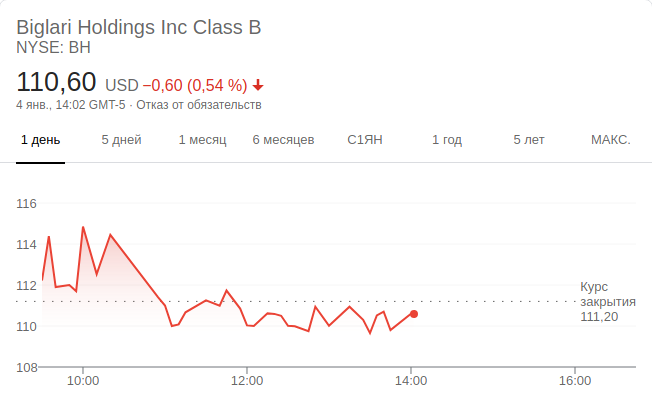 Biglari Holdings Inc Class B
NYSE: BH
110,60 USD −0,60 (0,54 %)
4 янв., 14:02 GMT-5 · Отказ от обязательств
1 день 5 дней 1 месяц 6 месяцев С1ЯН 1 год 5 лет МАКС.
116
114
112
110
108
Курс
закрытия
111,20
10:00 12:00 14:00 16:00